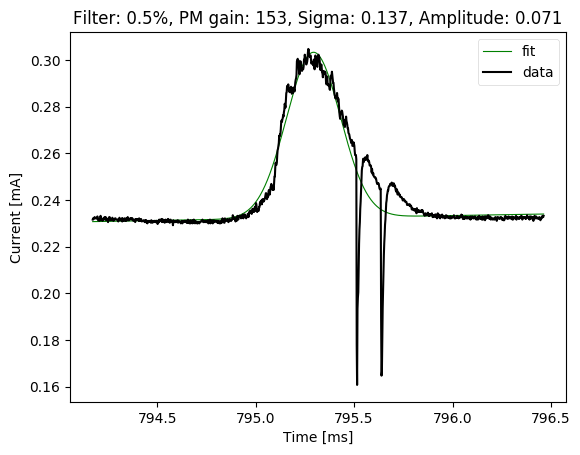 Filter: 0.5%, PM gain: 153, Sigma: 0.137, Amplitude: 0.071
fit
data
0.30
0.28
0.26
0.24
0.22
0.20
0.18
0.16
Current [mA]
794.5
795.0
795.5
796.0
796.5
Time [ms]